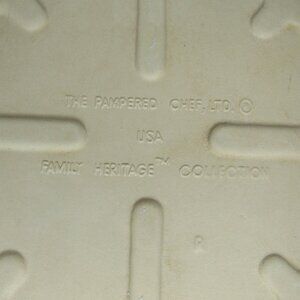 THE PAMPERED CHEF, LTD. ©
USA
FAMILY HERITAGE™ COLLECTION
R